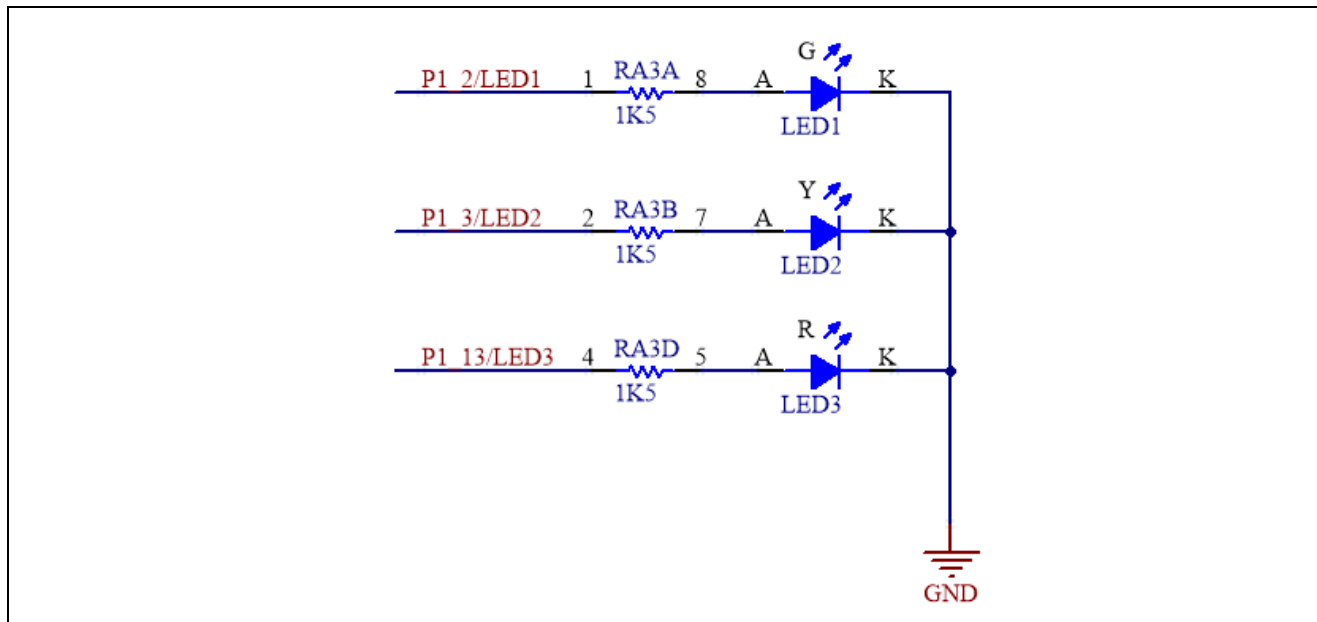 G
P1_2/LED1 1 RA3A 8 A K
1K5 LED1
Y
P1_3/LED2 2 RA3B 7 A K
1K5 LED2
R
P1_13/LED3 4 RA3D 5 A K
1K5 LED3
GND